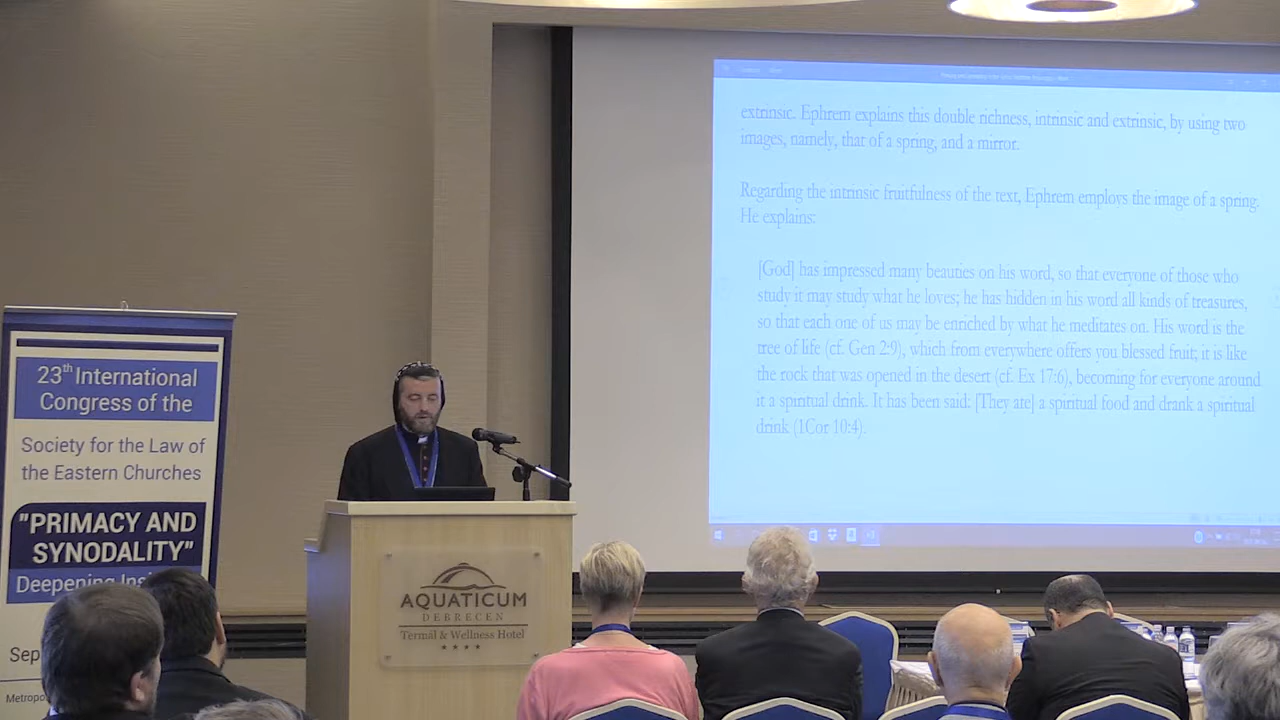 extrinsic. Ephrem explains this double richness, intrinsic and extrinsic, by using two
images, namely, that of a spring, and a mirror.
Regarding the intrinsic fruitfulness of the text, Ephrem employs the image of a spring.
He explains:
[God] has impressed many beauties on his word, so that everyone of those who
study it may study what he loves; he has hidden in his word all kinds of treasures,
so that each one of us may be enriched by what he meditates on. His word is the
tree of life (cf. Gen 2:9), which from everywhere offers you blessed fruit; it is like
the rock that was opened in the desert (cf. Ex 17:6), becoming for everyone around
it a spiritual drink. It has been said: [They ate] a spiritual food and drank a spiritual
drink (1Cor 10:4).
23th International
Congress of the
Society for the Law of
the Eastern Churches
"PRIMACY AND
SYNODALITY"
Deepening
Sep
Metropo
AQUATICUM
DEBRECEN
Termál & Wellness Hotel